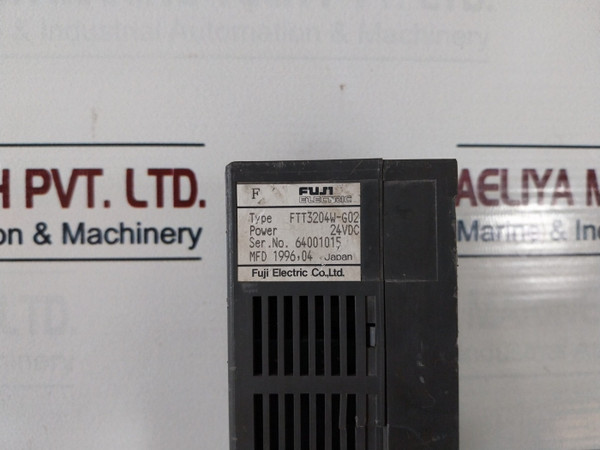 & Industrial Automation & Machinery
H PVT. LTD.
on & Machinery
AELIYA M
Marine & Ind
F FUJI ELECTRIC
Type FTT3204W-G02
Power 24VDC
Ser.No. 64001015
MFD 1996,04 Japan
Fuji Electric Co.,Ltd.
LTD.